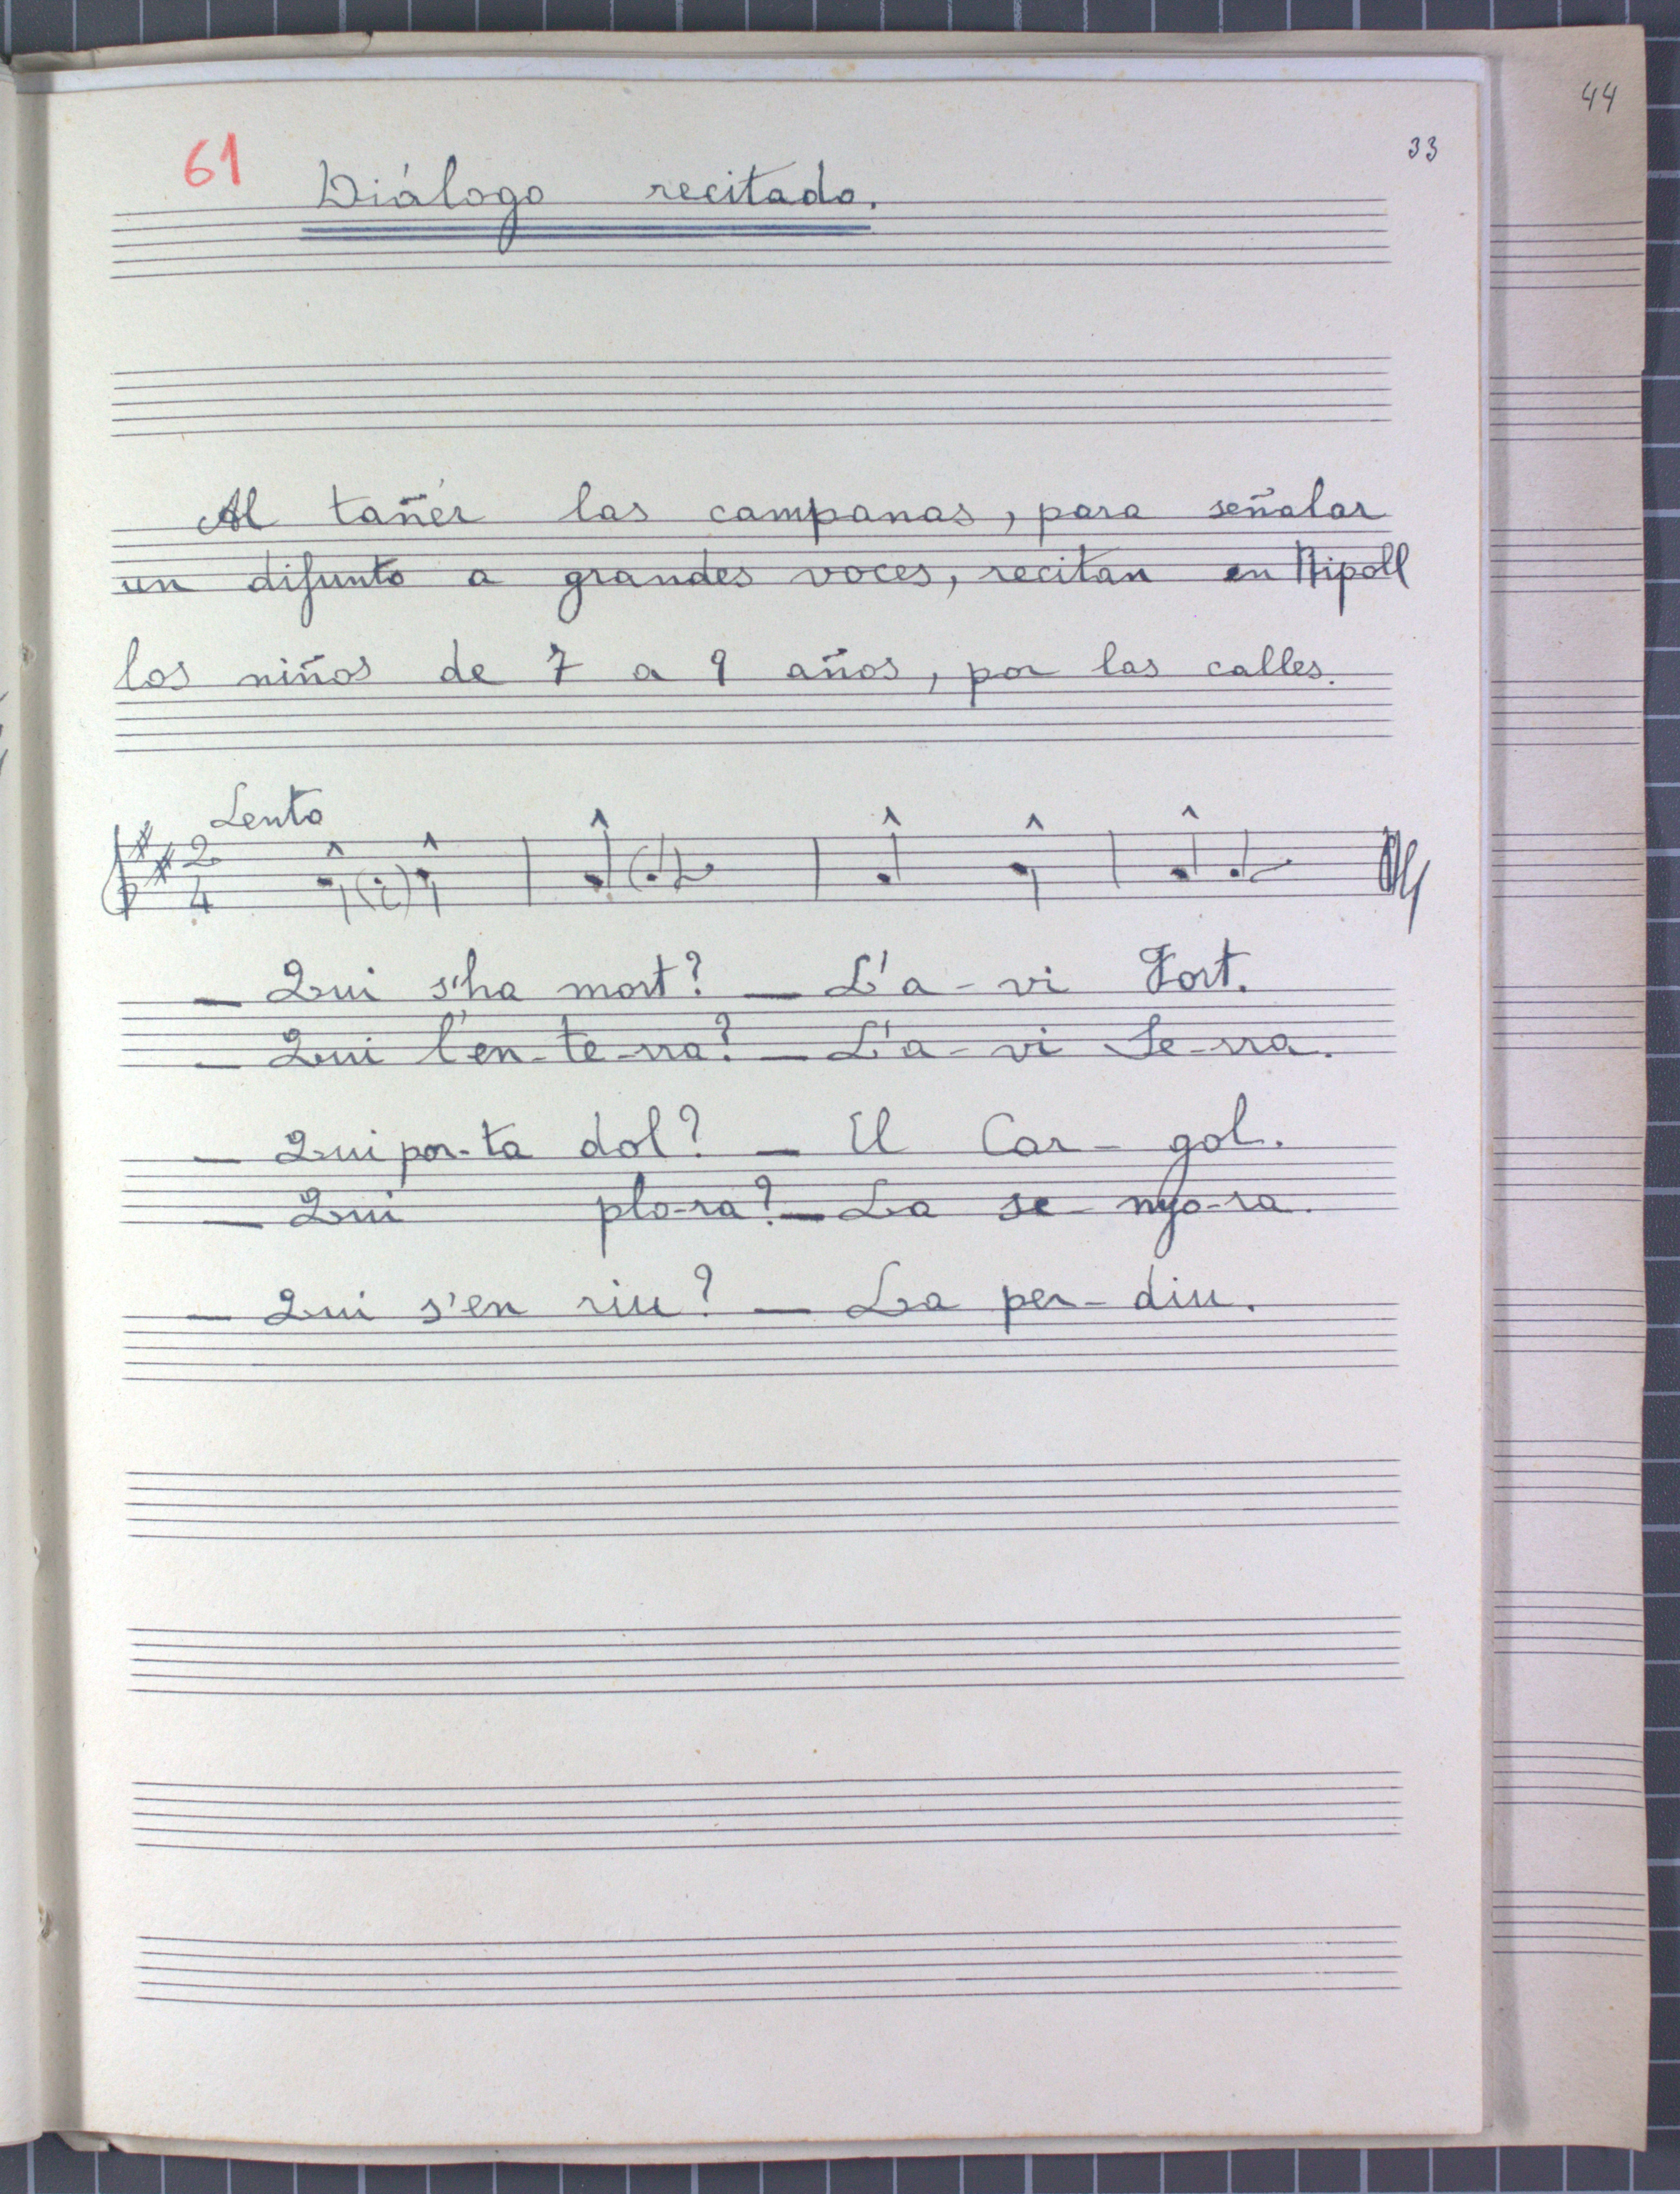 44
33
61 Diálogo recitado.
Al tañer las campanas, para señalar
un difunto a grandes voces, recitan en Ripoll
los niños de 7 a 9 años, por las calles.
Lento
2
4
— Qui s'ha mort? — L'a-vi Fort.
— Qui l'en-te-rra? — L'a-vi Se-rra.
— Qui por-ta dol? — El Car-gol.
— Qui plo-ra? — La se-nyo-ra.
— Qui s'en riu? — La per-diu.